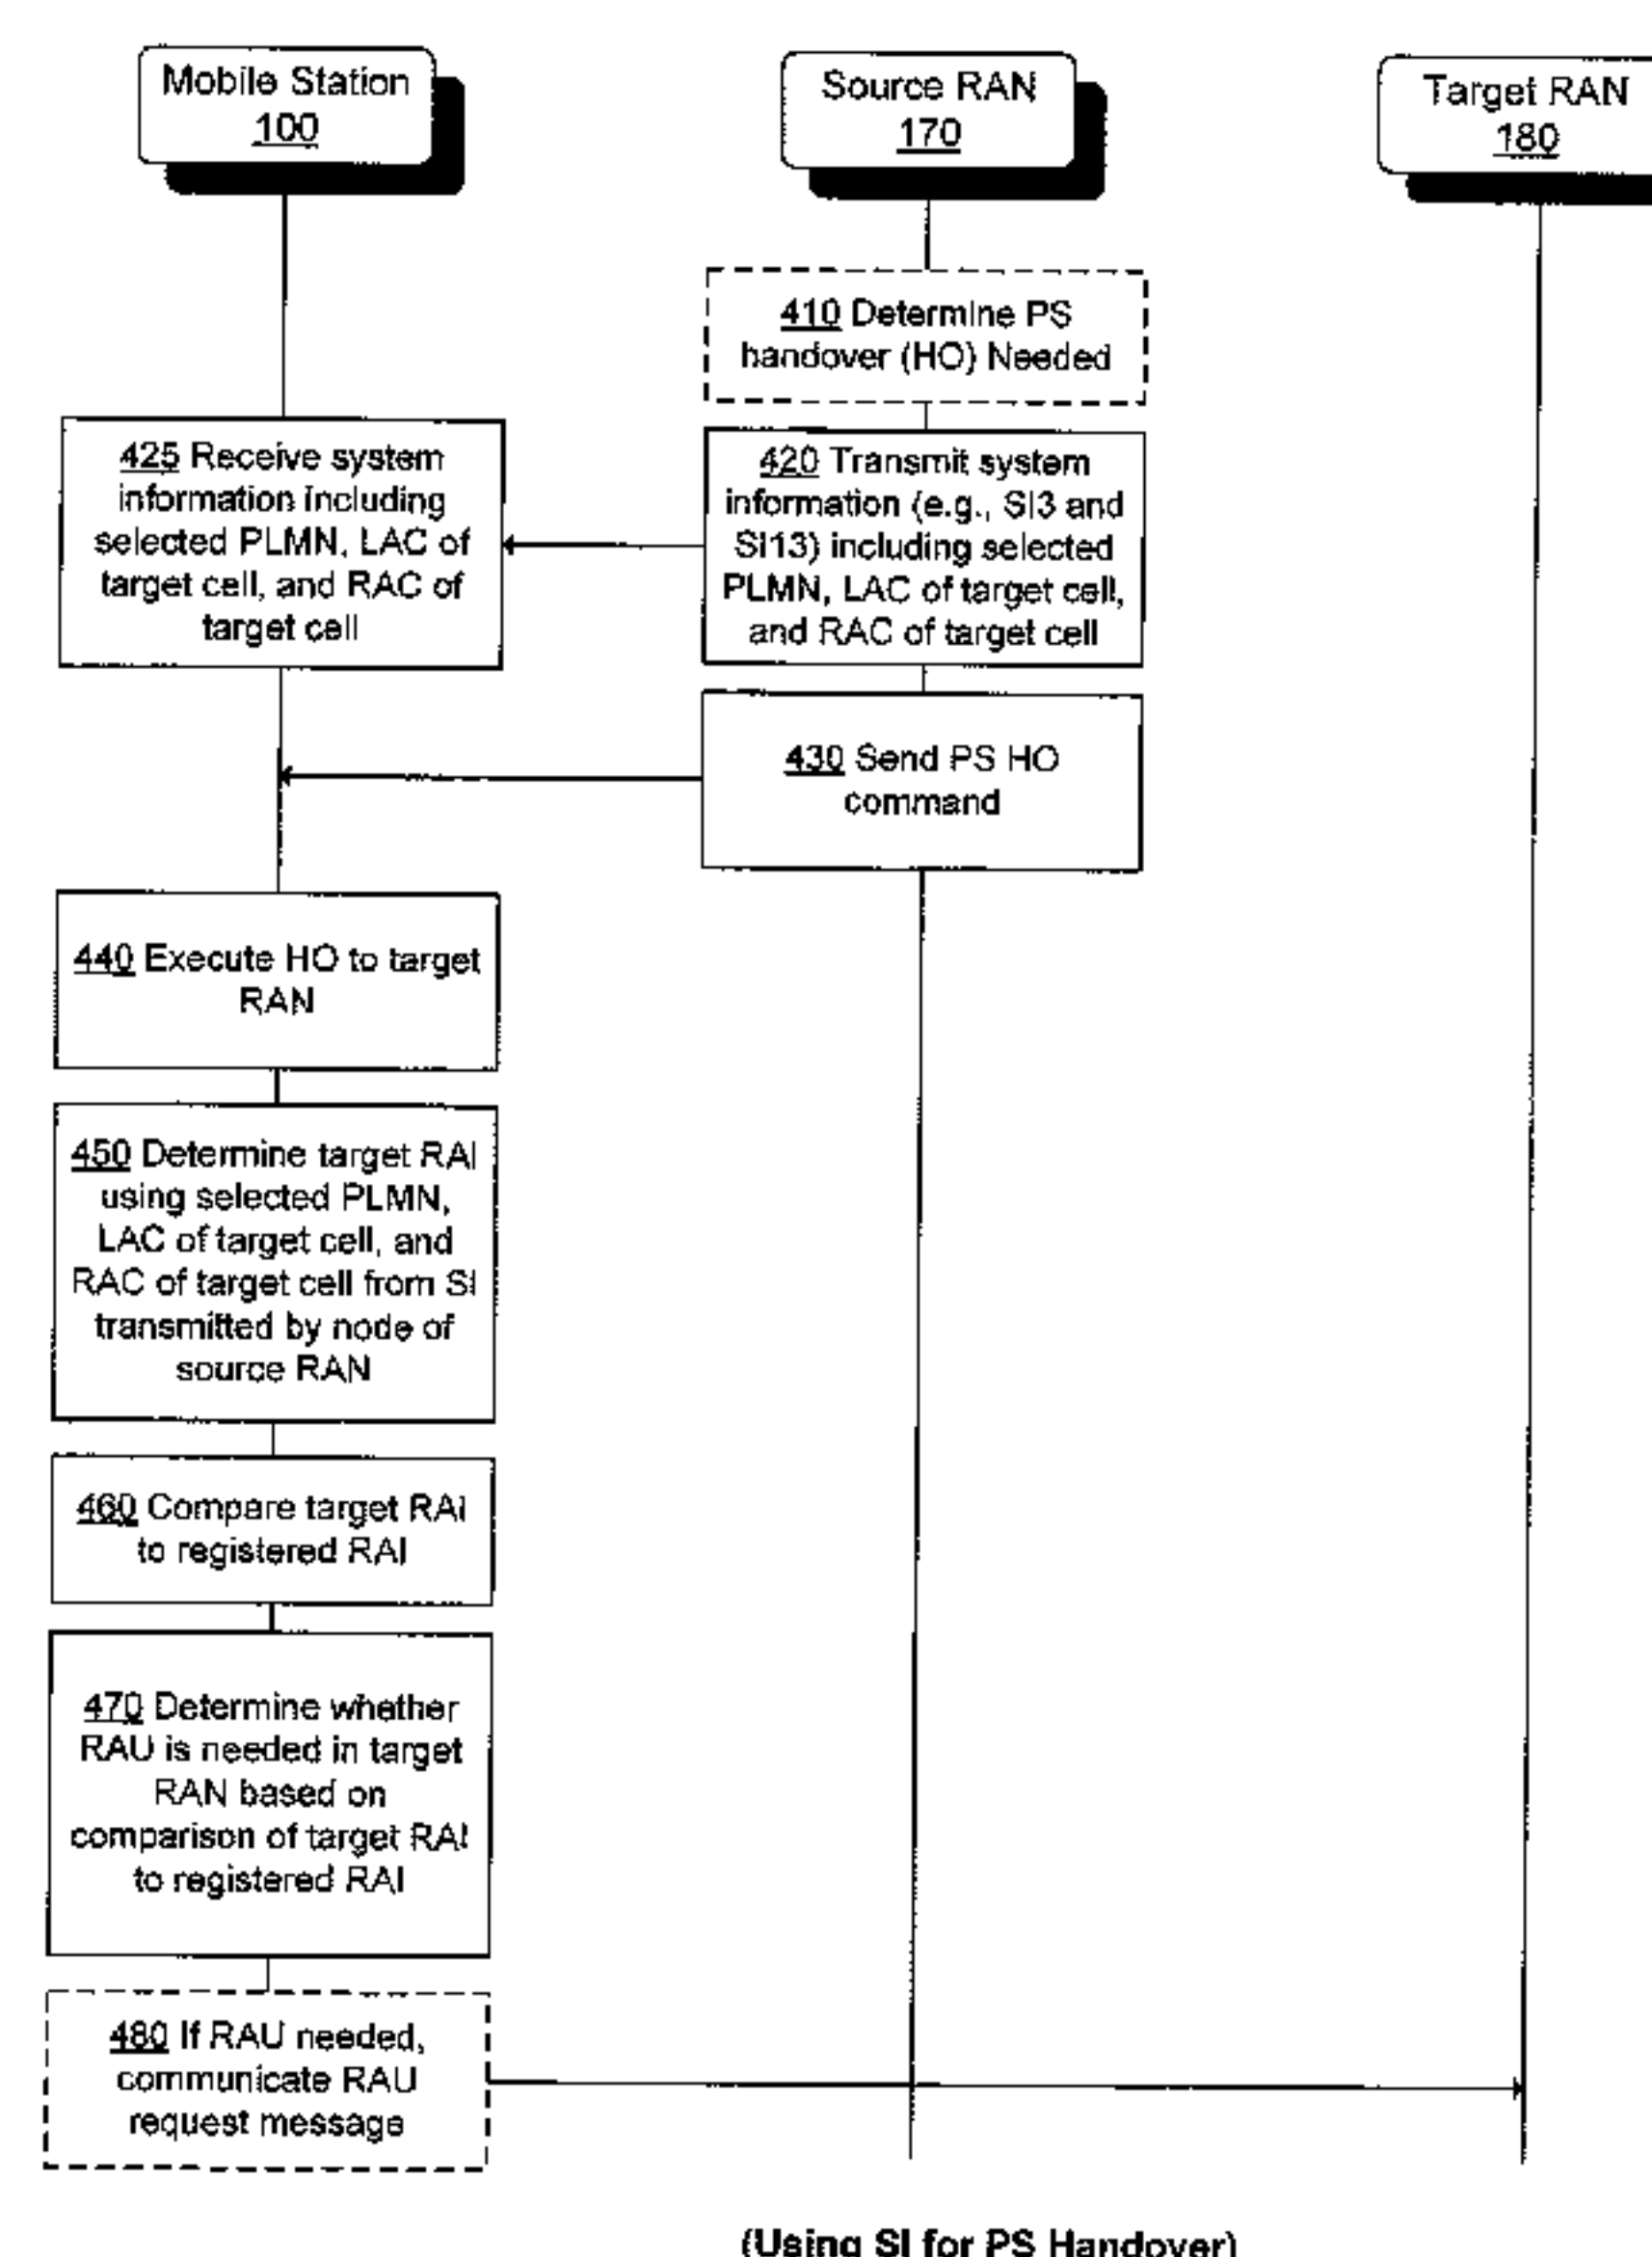 Mobile Station
100
Source RAN
170
Target RAN
180
410 Determine PS
handover (HO) Needed
425 Receive system
information including
selected PLMN, LAC of
target cell, and RAC of
target cell
420 Transmit system
information (e.g., SI3 and
SI13) including selected
PLMN, LAC of target cell,
and RAC of target cell
430 Send PS HO
command
440 Execute HO to target
RAN
450 Determine target RAI
using selected PLMN,
LAC of target cell, and
RAC of target cell from SI
transmitted by node of
source RAN
460 Compare target RAI
to registered RAI
470 Determine whether
RAU is needed in target
RAN based on
comparison of target RAI
to registered RAI
480 If RAU needed,
communicate RAU
request message
(Using SI for PS Handover)